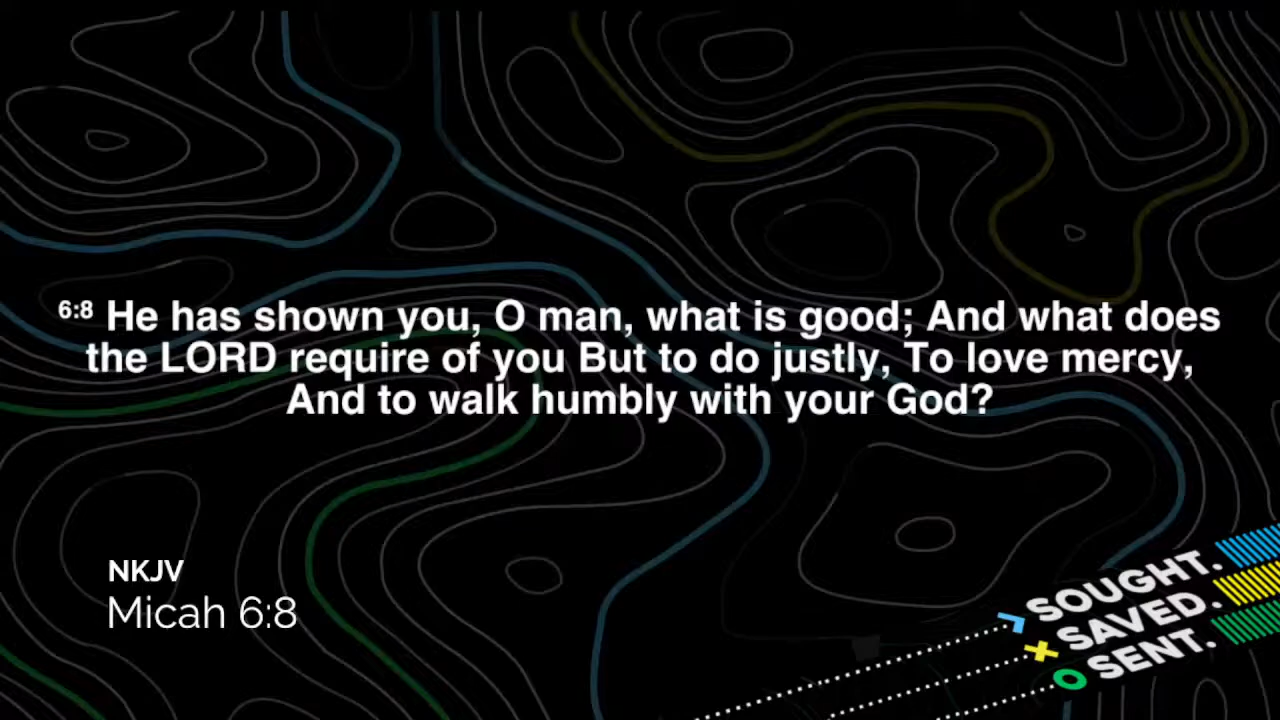 6:8 He has shown you, O man, what is good; And what does
the LORD require of you But to do justly, To love mercy,
And to walk humbly with your God?
NKJV
Micah 6:8
SOUGHT.
SAVED.
SENT.